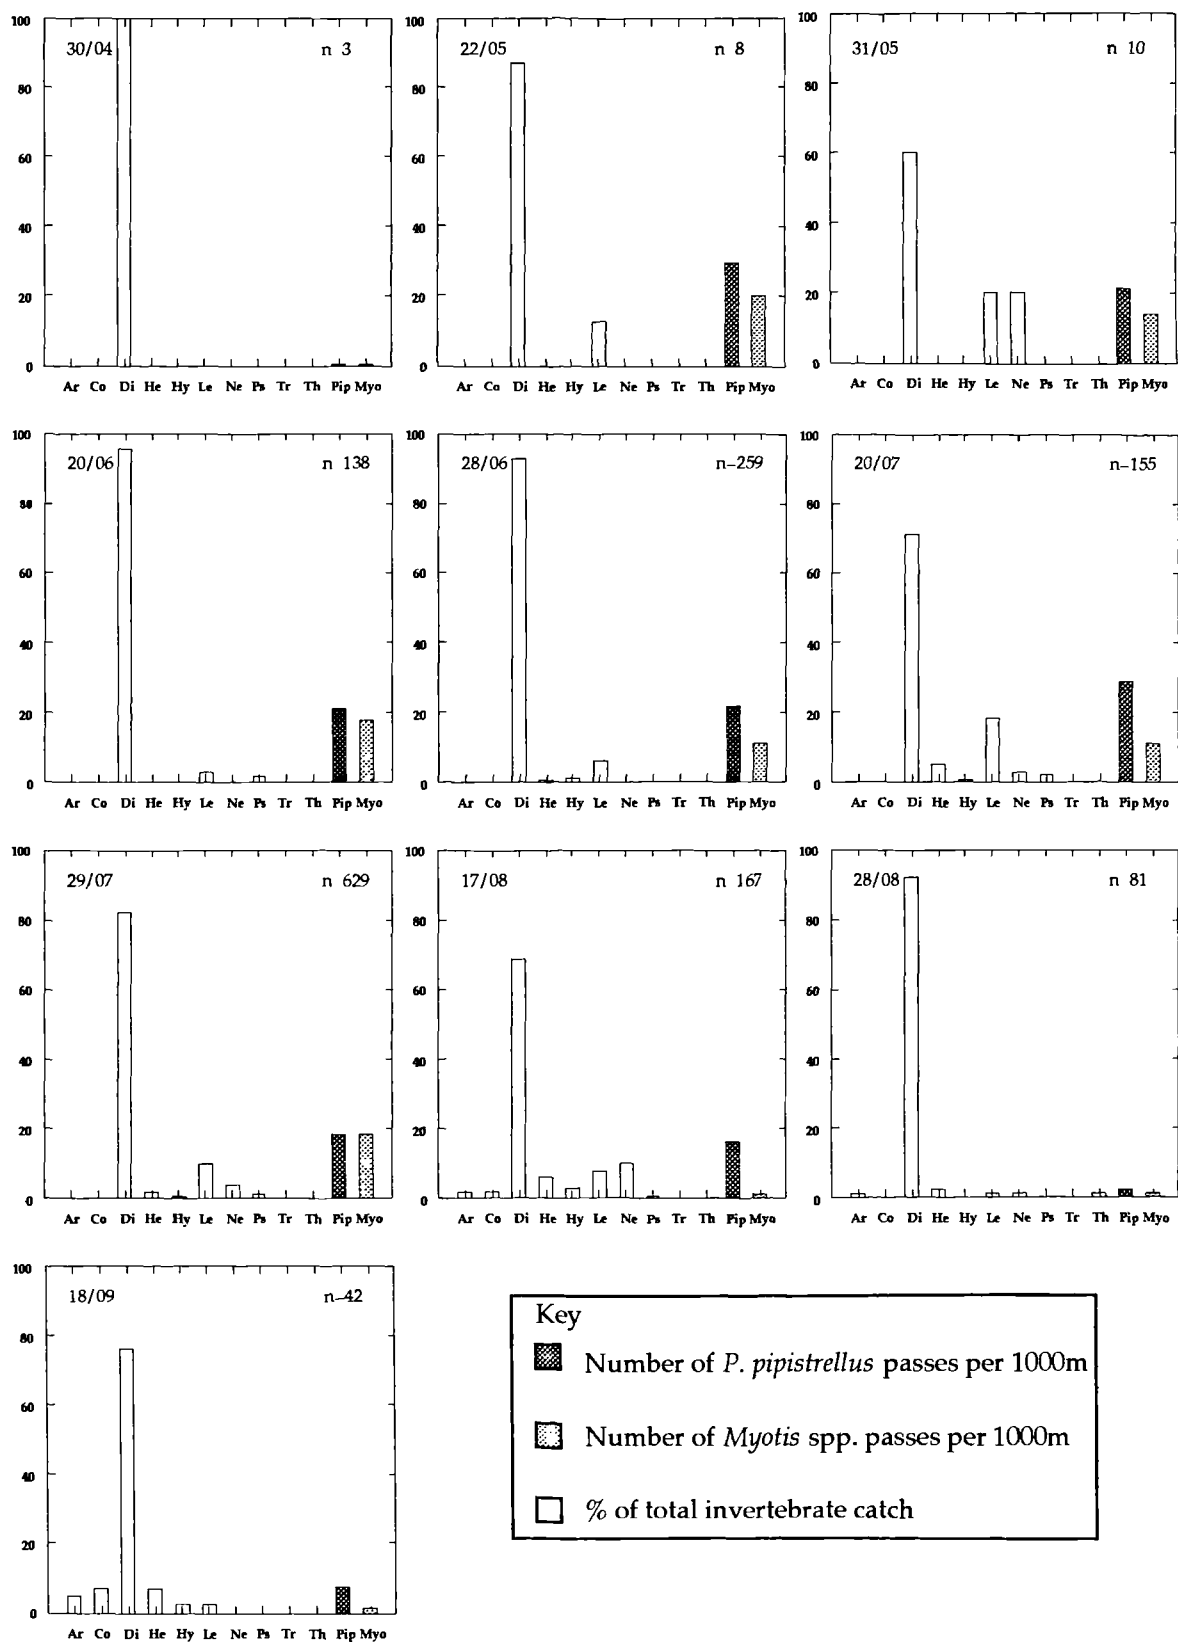 100
80
60
40
20
0
30/04 n 3
Ar Co Di He Hy Le Ne Ps Tr Th Pip Myo
100
80
60
40
20
0
22/05 n 8
Ar Co Di He Hy Le Ne Ps Tr Th Pip Myo
100
80
60
40
20
0
31/05 n 10
Ar Co Di He Hy Le Ne Ps Tr Th Pip Myo
100
80
60
40
20
0
20/06 n 138
Ar Co Di He Hy Le Ne Ps Tr Th Pip Myo
100
80
60
40
20
0
28/06 n–259
Ar Co Di He Hy Le Ne Ps Tr Th Pip Myo
100
80
60
40
20
0
20/07 n–155
Ar Co Di He Hy Le Ne Ps Tr Th Pip Myo
100
80
60
40
20
0
29/07 n 629
Ar Co Di He Hy Le Ne Ps Tr Th Pip Myo
100
80
60
40
20
0
17/08 n 167
Ar Co Di He Hy Le Ne Ps Tr Th Pip Myo
100
80
60
40
20
0
28/08 n 81
Ar Co Di He Hy Le Ne Ps Tr Th Pip Myo
100
80
60
40
20
0
18/09 n–42
Ar Co Di He Hy Le Ne Ps Tr Th Pip Myo
Key
Number of P. pipistrellus passes per 1000m
Number of Myotis spp. passes per 1000m
% of total invertebrate catch